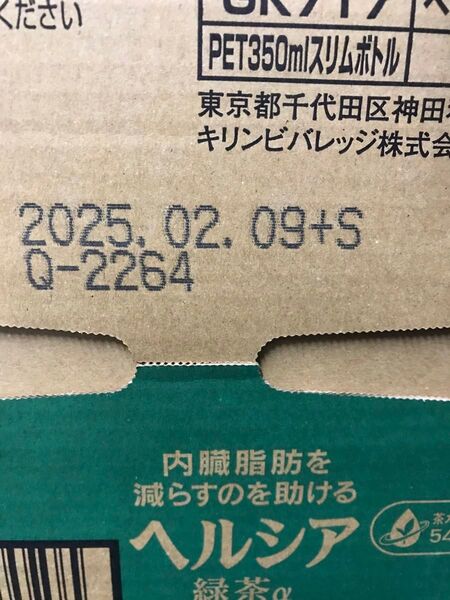 ください
PET350mlスリムボトル
東京都千代田区神田
キリンビバレッジ株式会
2025.02.09+S
Q-2264
内臓脂肪を
減らすのを助ける
ヘルシア
緑茶α
茶
54